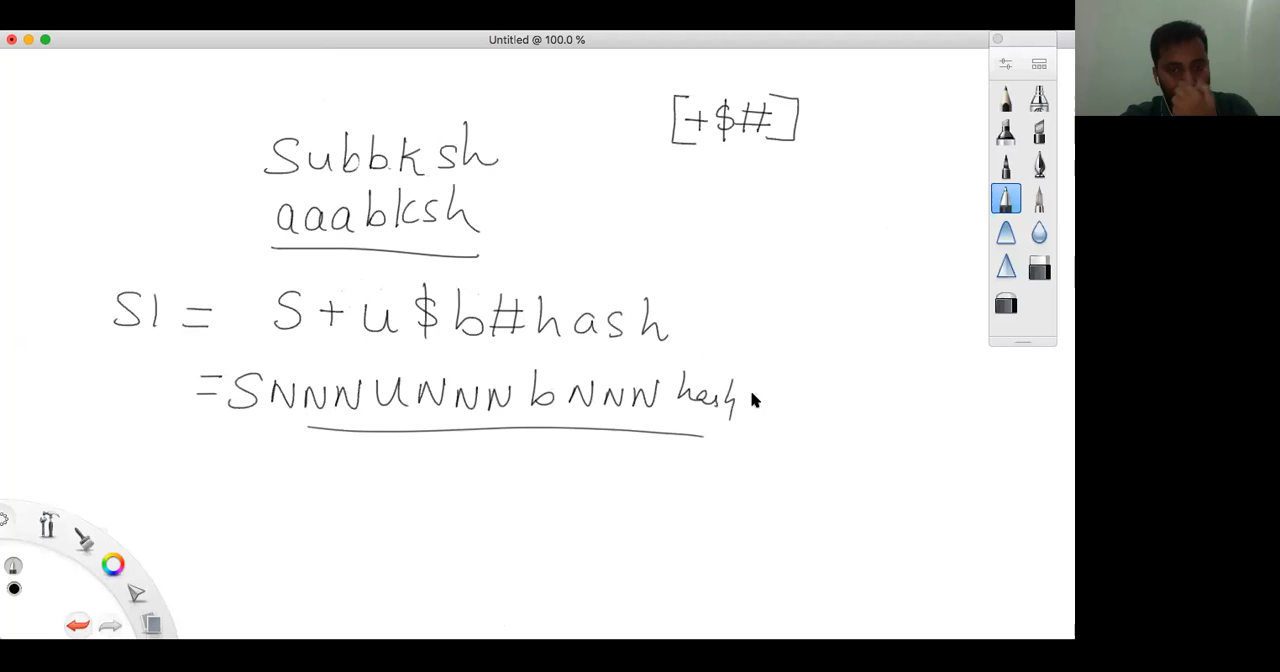 Untitled @ 100.0 %
[+$#]
Subbksh
aaabksh
S1 = S+u$b#hash
=SNNNUNNNbNNNhash